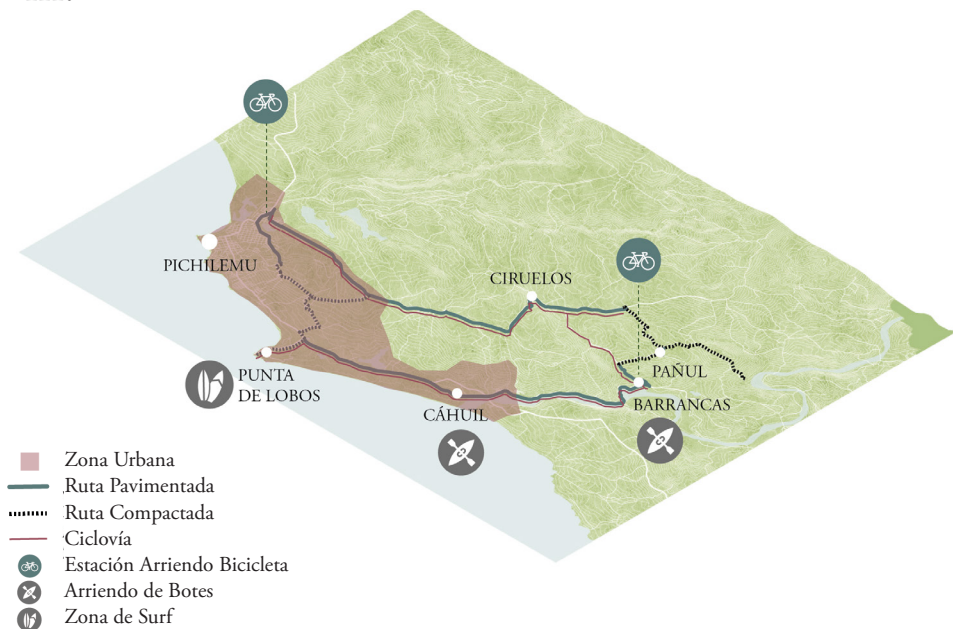 PICHILEMU
CIRUELOS
PUNTA
DE LOBOS
CÁHUIL
PAÑUL
BARRANCAS
Zona Urbana
Ruta Pavimentada
Ruta Compactada
Ciclovía
Estación Arriendo Bicicleta
Arriendo de Botes
Zona de Surf